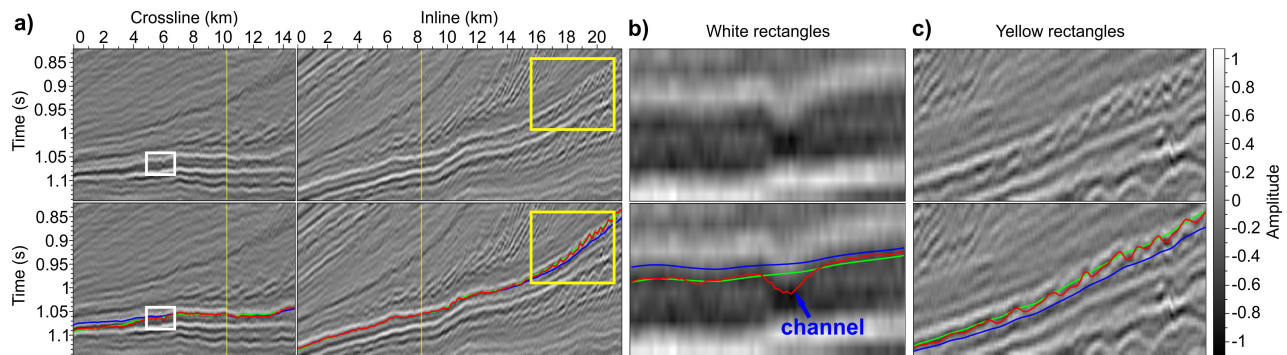 a)
Crossline (km)
Inline (km)
b)
White rectangles
c)
Yellow rectangles
0 2 4 6 8 10 12 14
0 2 4 6 8 10 12 14 16 18 20
Time (s)
0.85
0.9
0.95
1
1.05
1.1
Time (s)
0.85
0.9
0.95
1
1.05
1.1
channel
1
0.8
0.6
0.4
0.2
0
-0.2
-0.4
-0.6
-0.8
-1
Amplitude